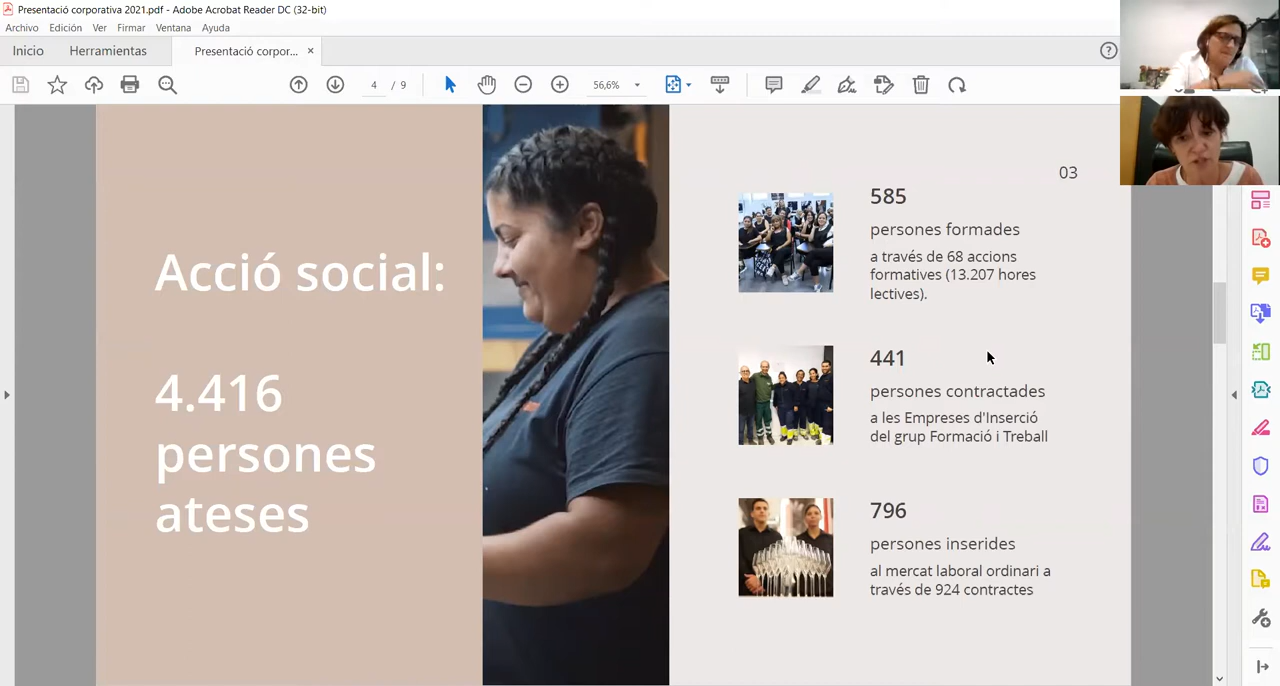 Presentació corporativa 2021.pdf - Adobe Acrobat Reader DC (32-bit)
Archivo Edición Ver Firmar Ventana Ayuda
Inicio Herramientas Presentació corpor... ×
4 / 9 56,6%
Acció social:
4.416
persones
ateses
03
585
persones formades
a través de 68 accions
formatives (13.207 hores
lectives).
441
persones contractades
a les Empreses d'Inserció
del grup Formació i Treball
796
persones inserides
al mercat laboral ordinari a
través de 924 contractes